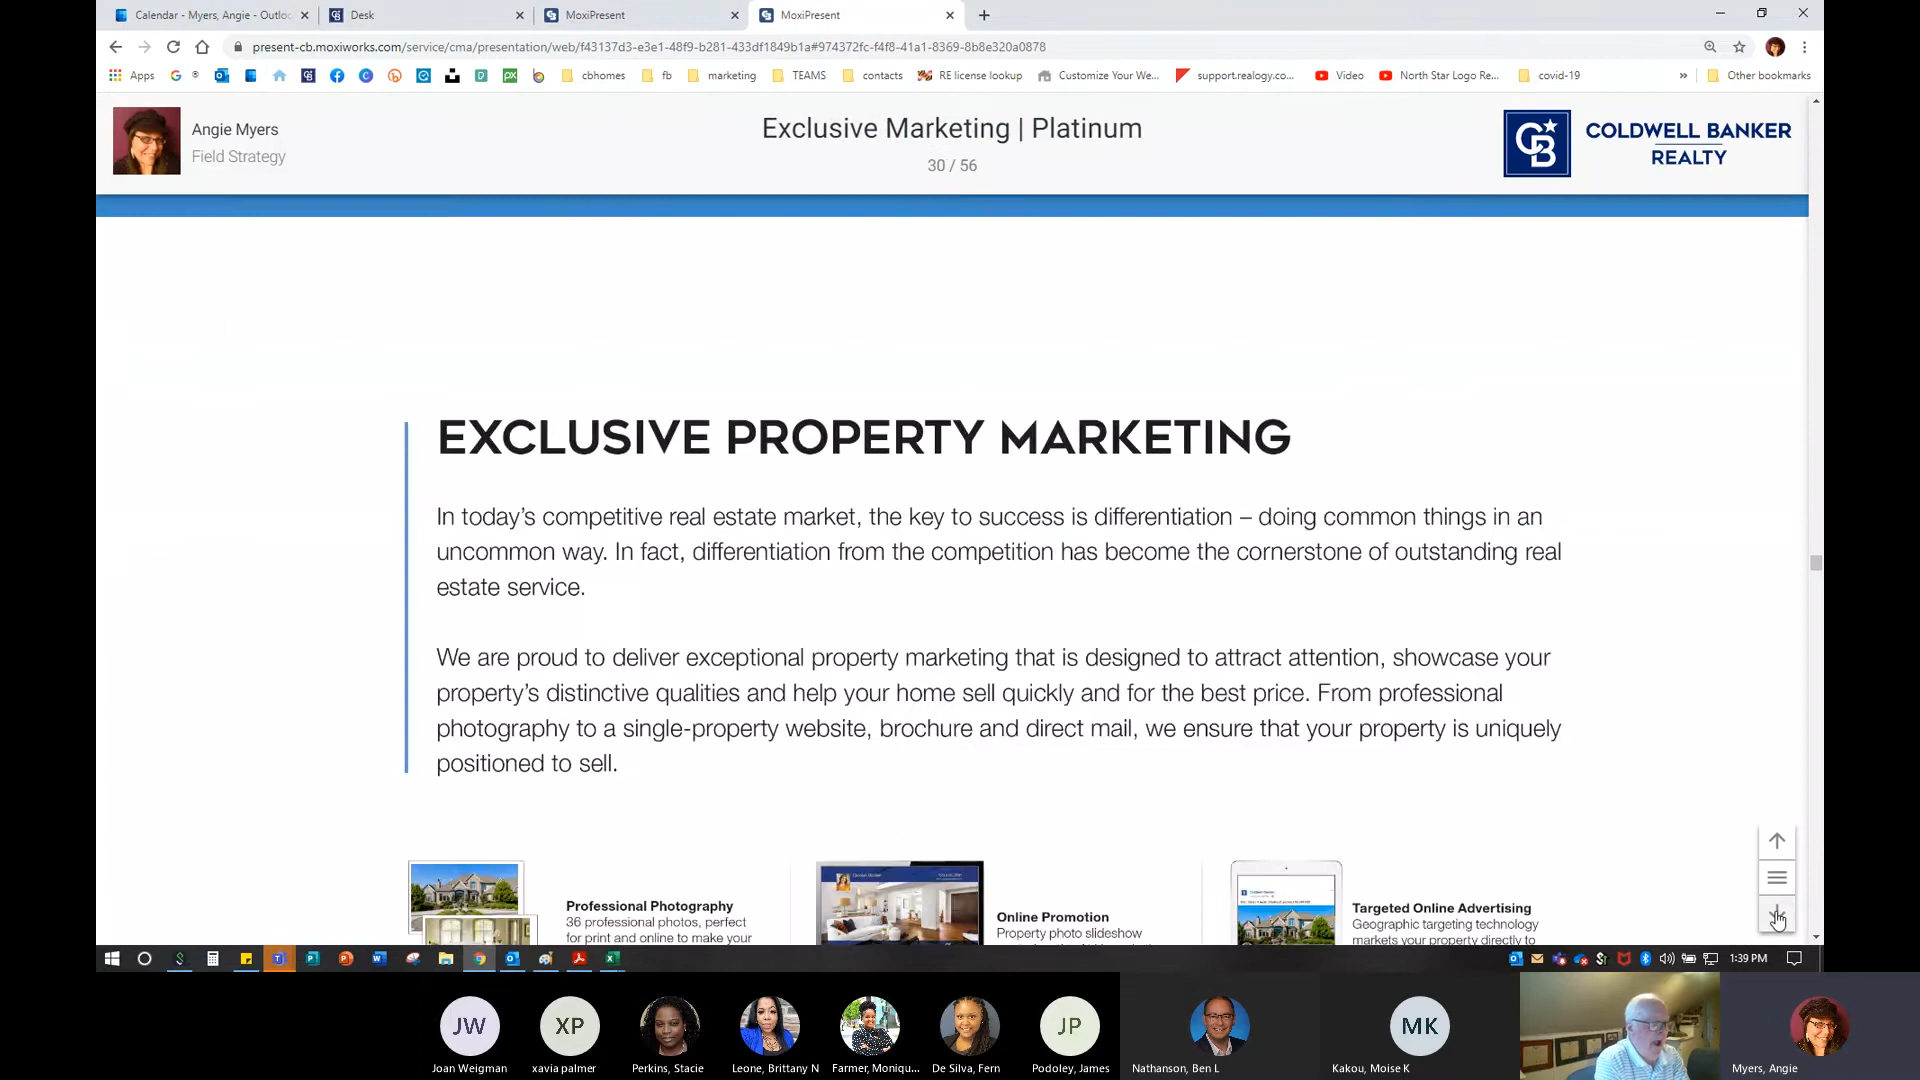 Calendar - Myers, Angie - Outlo
Desk
MoxiPresent
MoxiPresent
present-cb.moxiworks.com/service/cma/presentation/web/f43137d3-e3e1-48f9-b281-433df1849b1a#974372fc-f4f8-41a1-8369-8b8e320a0878
Apps
cbhomes
fb
marketing
TEAMS
contacts
RE license lookup
Customize Your We...
support.realogy.co...
Video
North Star Logo Re...
covid-19
»
Other bookmarks
Angie Myers
Field Strategy
Exclusive Marketing | Platinum
30 / 56
COLDWELL BANKER
REALTY
EXCLUSIVE PROPERTY MARKETING
In today’s competitive real estate market, the key to success is differentiation – doing common things in an
uncommon way. In fact, differentiation from the competition has become the cornerstone of outstanding real
estate service.
We are proud to deliver exceptional property marketing that is designed to attract attention, showcase your
property’s distinctive qualities and help your home sell quickly and for the best price. From professional
photography to a single-property website, brochure and direct mail, we ensure that your property is uniquely
positioned to sell.
Professional Photography
36 professional photos, perfect
for print and online to make your
Online Promotion
Property photo slideshow
Targeted Online Advertising
Geographic targeting technology
markets your property directly to
1:39 PM
JW
XP
JP
MK
Joan Weigman
xavia palmer
Perkins, Stacie
Leone, Brittany N
Farmer, Moniqu...
De Silva, Fern
Podoley, James
Nathanson, Ben L
Kakou, Moise K
Myers, Angie